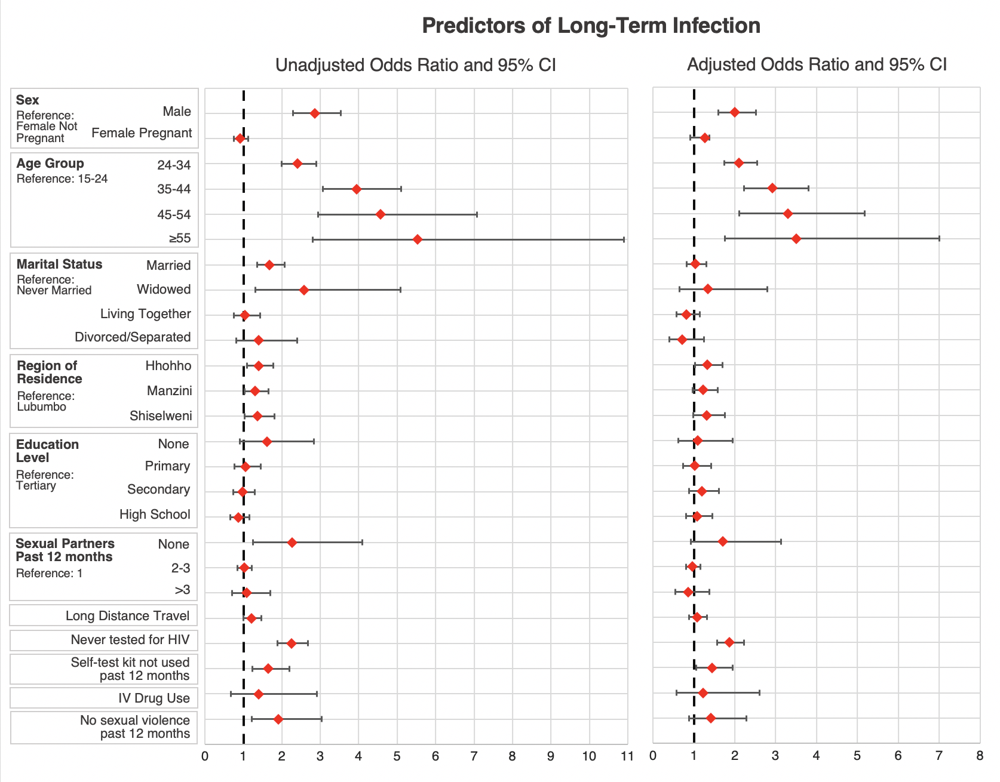 Predictors of Long-Term Infection
Unadjusted Odds Ratio and 95% CI
Adjusted Odds Ratio and 95% CI
Sex
Reference:
Female Not
Pregnant
Male
Female Pregnant
Age Group
Reference: 15-24
24-34
35-44
45-54
≥55
Marital Status
Reference:
Never Married
Married
Widowed
Living Together
Divorced/Separated
Region of
Residence
Reference:
Lubumbo
Hhohho
Manzini
Shiselweni
Education
Level
Reference:
Tertiary
None
Primary
Secondary
High School
Sexual Partners
Past 12 months
Reference: 1
None
2-3
>3
Long Distance Travel
Never tested for HIV
Self-test kit not used
past 12 months
IV Drug Use
No sexual violence
past 12 months
0 1 2 3 4 5 6 7 8 9 10 11
0 1 2 3 4 5 6 7 8